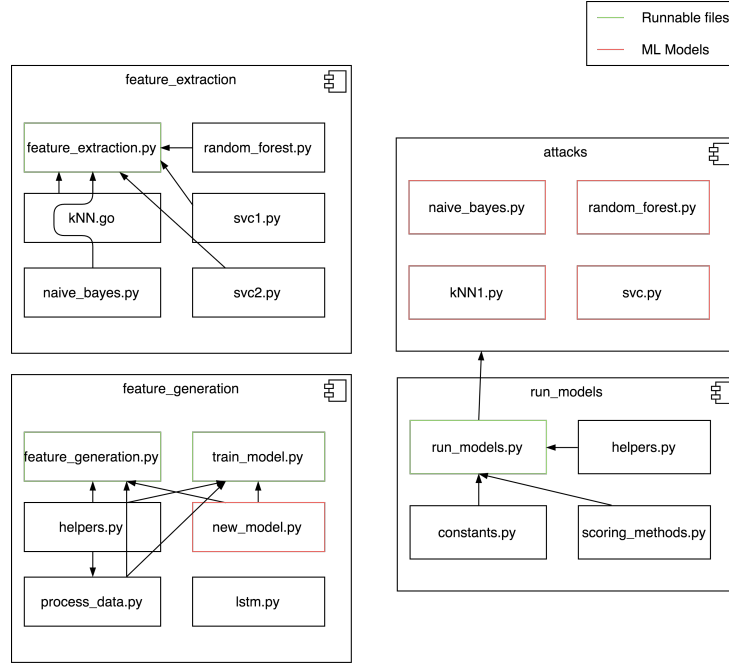 Runnable files
ML Models
feature_extraction
feature_extraction.py
random_forest.py
kNN.go
svc1.py
naive_bayes.py
svc2.py
attacks
naive_bayes.py
random_forest.py
kNN1.py
svc.py
feature_generation
feature_generation.py
train_model.py
helpers.py
new_model.py
process_data.py
lstm.py
run_models
run_models.py
helpers.py
constants.py
scoring_methods.py